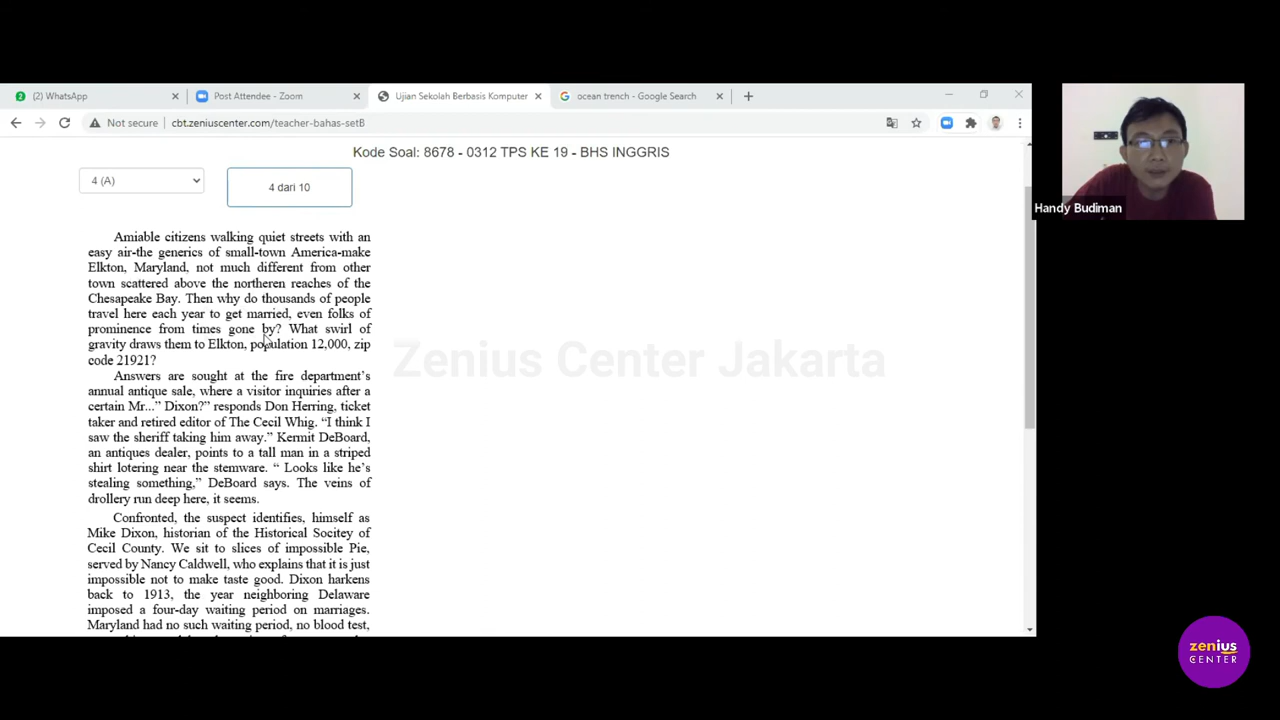 (2) WhatsApp
Post Attendee - Zoom
Ujian Sekolah Berbasis Komputer
ocean trench - Google Search
Not secure
cbt.zeniuscenter.com/teacher-bahas-setB
Kode Soal: 8678 - 0312 TPS KE 19 - BHS INGGRIS
4 (A)
4 dari 10
Amiable citizens walking quiet streets with an
easy air-the generics of small-town America-make
Elkton, Maryland, not much different from other
town scattered above the northeren reaches of the
Chesapeake Bay. Then why do thousands of people
travel here each year to get married, even folks of
prominence from times gone by? What swirl of
gravity draws them to Elkton, population 12,000, zip
code 21921?
Answers are sought at the fire department's
annual antique sale, where a visitor inquiries after a
certain Mr..." Dixon?" responds Don Herring, ticket
taker and retired editor of The Cecil Whig. "I think I
saw the sheriff taking him away." Kermit DeBoard,
an antiques dealer, points to a tall man in a striped
shirt lotering near the stemware. " Looks like he's
stealing something," DeBoard says. The veins of
drollery run deep here, it seems.
Confronted, the suspect identifies, himself as
Mike Dixon, historian of the Historical Socitey of
Cecil County. We sit to slices of impossible Pie,
served by Nancy Caldwell, who explains that it is just
impossible not to make taste good. Dixon harkens
back to 1913, the year neighboring Delaware
imposed a four-day waiting period on marriages.
Maryland had no such waiting period, no blood test,
Zenius Center Jakarta
Handy Budiman
zenius
CENTER